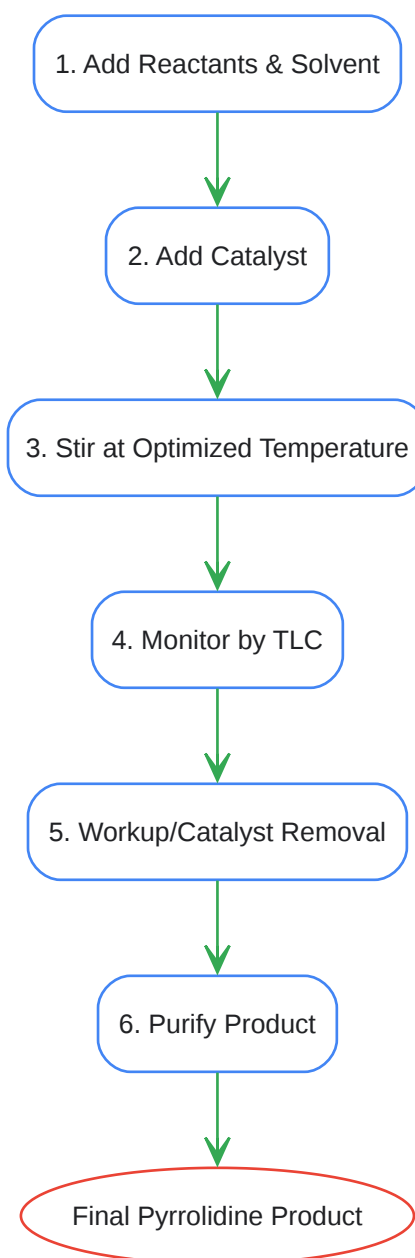 1. Add Reactants & Solvent
2. Add Catalyst
3. Stir at Optimized Temperature
4. Monitor by TLC
5. Workup/Catalyst Removal
6. Purify Product
Final Pyrrolidine Product